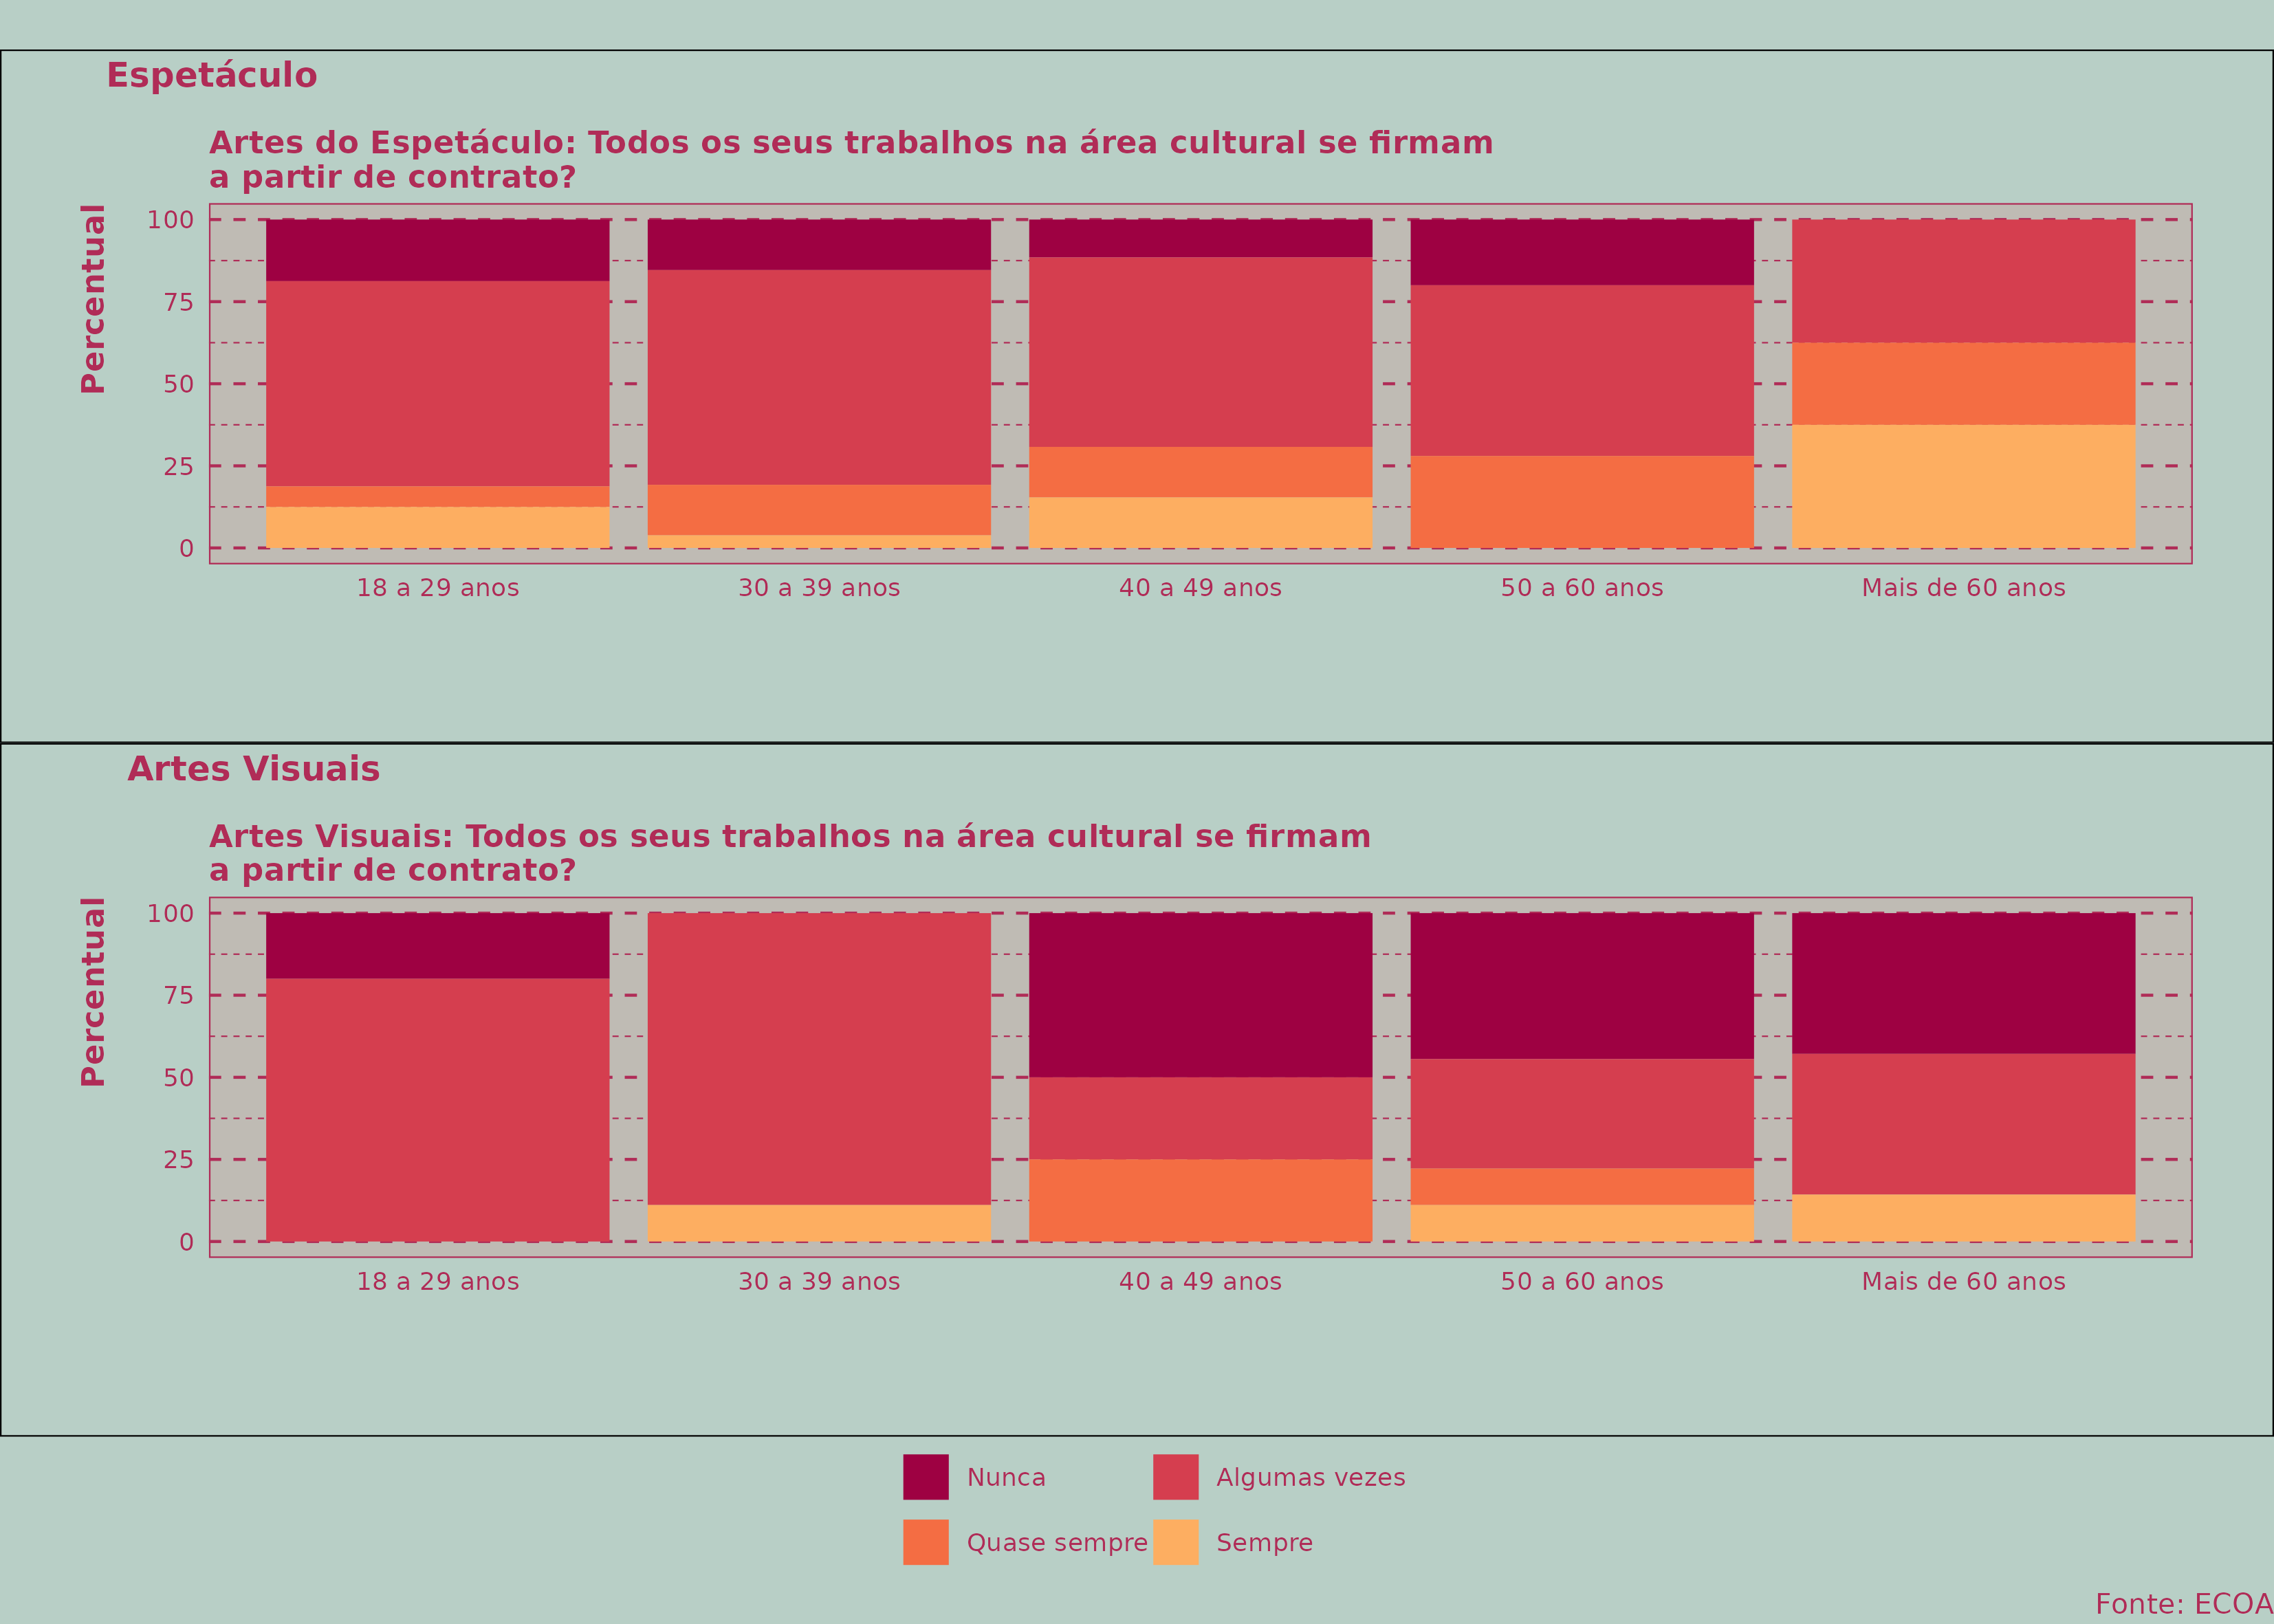 Espetáculo
Artes do Espetáculo: Todos os seus trabalhos na área cultural se firmam
a partir de contrato?
Percentual
100
75
50
25
0
18 a 29 anos
30 a 39 anos
40 a 49 anos
50 a 60 anos
Mais de 60 anos
Artes Visuais
Artes Visuais: Todos os seus trabalhos na área cultural se firmam
a partir de contrato?
Percentual
100
75
50
25
0
18 a 29 anos
30 a 39 anos
40 a 49 anos
50 a 60 anos
Mais de 60 anos
Nunca
Algumas vezes
Quase sempre
Sempre
Fonte: ECOA